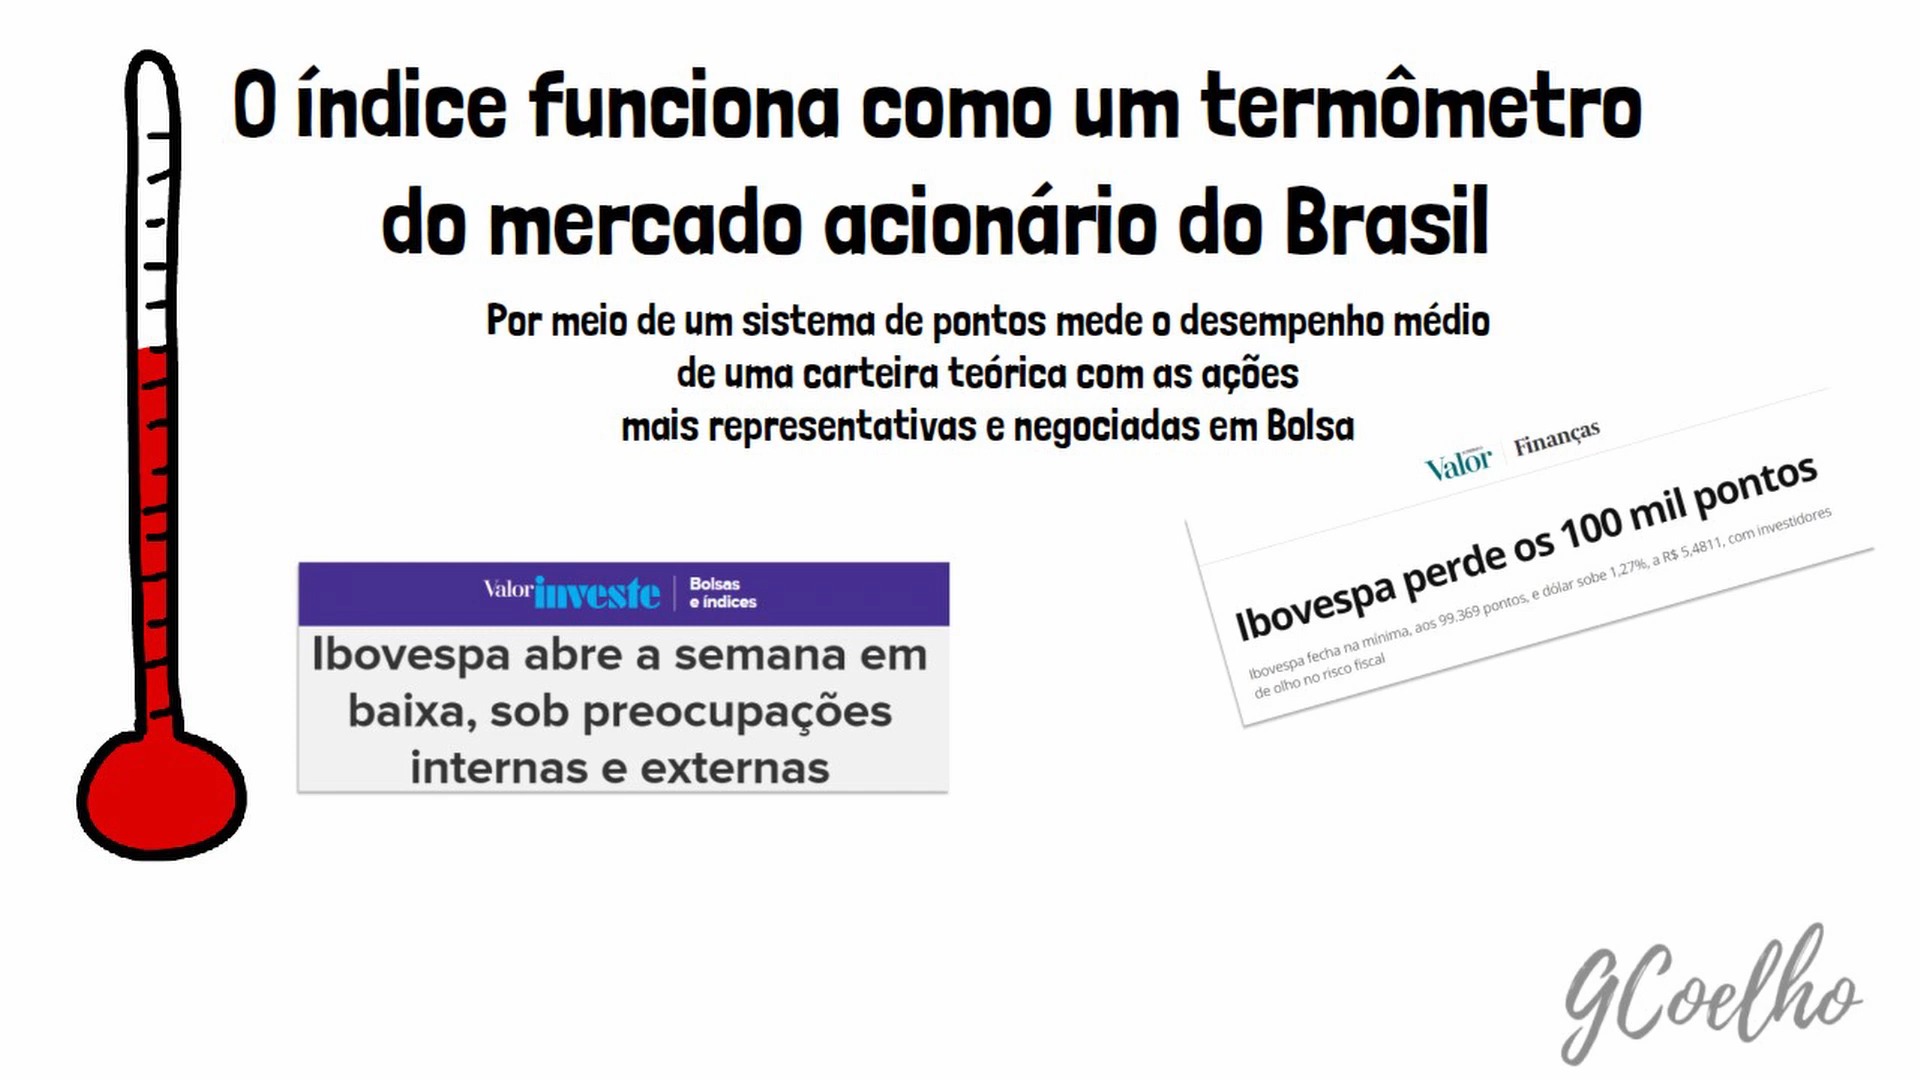 O índice funciona como um termômetro
do mercado acionário do Brasil
Por meio de um sistema de pontos mede o desempenho médio
de uma carteira teórica com as ações
mais representativas e negociadas em Bolsa
Valor Finanças
Ibovespa perde os 100 mil pontos
Ibovespa fecha na mínima, aos 99.369 pontos, e dólar sobe 1,27%, a R$ 5,4811, com investidores
de olho no risco fiscal
Valor investe Bolsas
e índices
Ibovespa abre a semana em
baixa, sob preocupações
internas e externas
GCoelho